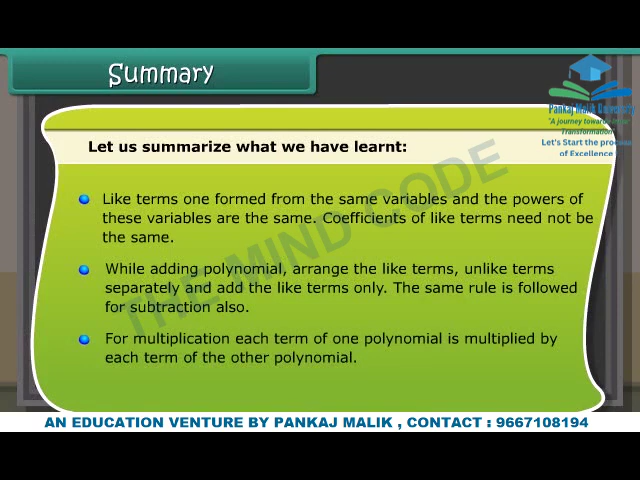 Summary
Pankaj Malik University
"A journey towards
Transformation"
Let's Start the process
of Excellence
Let us summarize what we have learnt:
Like terms one formed from the same variables and the powers of
these variables are the same. Coefficients of like terms need not be
the same.
While adding polynomial, arrange the like terms, unlike terms
separately and add the like terms only. The same rule is followed
for subtraction also.
For multiplication each term of one polynomial is multiplied by
each term of the other polynomial.
THE MIND CODE
AN EDUCATION VENTURE BY PANKAJ MALIK , CONTACT : 9667108194